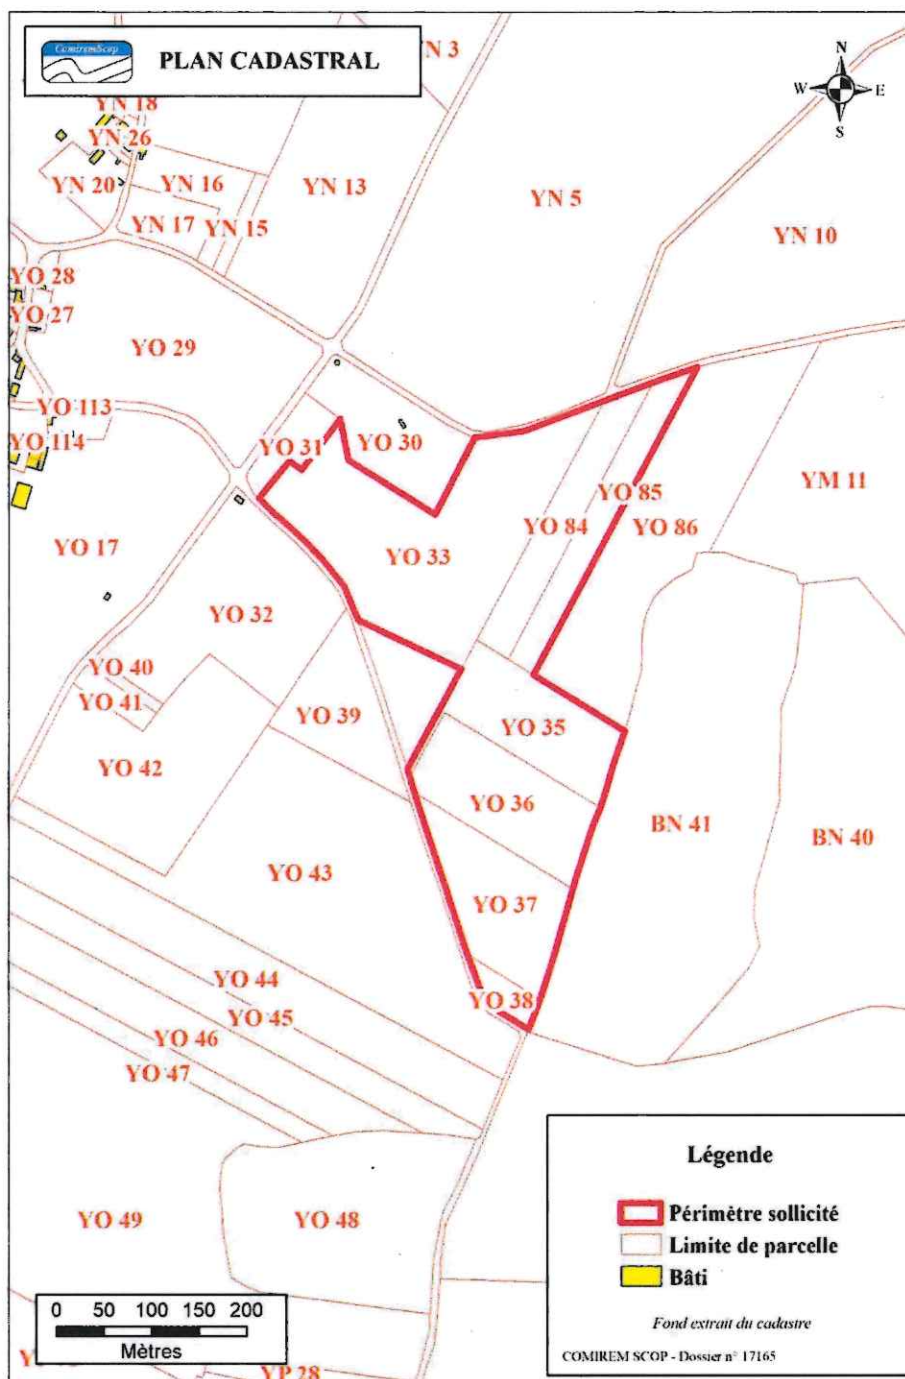 ComiremScop
PLAN CADASTRAL
N 3
N
W E
S
YN 18
YN 26
YN 20
YN 16
YN 13
YN 5
YN 17
YN 15
YN 10
YO 28
YO 27
YO 29
YO 113
YO 114
YO 31
YO 30
YO 85
YM 11
YO 84
YO 86
YO 17
YO 33
YO 32
YO 40
YO 41
YO 39
YO 35
YO 42
YO 36
BN 41
BN 40
YO 43
YO 37
YO 44
YO 38
YO 45
YO 46
YO 47
YO 49
YO 48
Légende
Périmètre sollicité
Limite de parcelle
Bâti
Fond extrait du cadastre
COMIREM SCOP - Dossier n° 17165
0 50 100 150 200
Mètres
YP 28